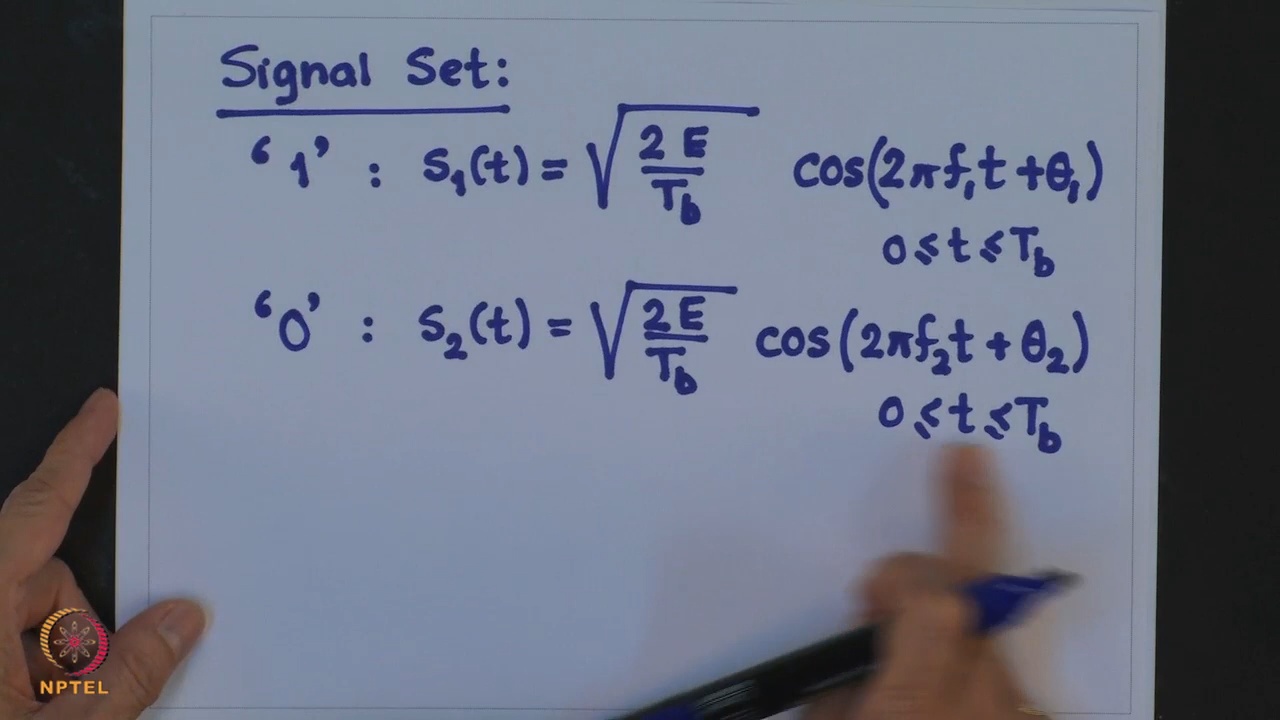 Signal Set:
‘1’ : S₁(t) = √(2E/T_b) cos(2πf₁t + θ₁)
0 ≤ t ≤ T_b
‘0’ : S₂(t) = √(2E/T_b) cos(2πf₂t + θ₂)
0 ≤ t ≤ T_b
NPTEL